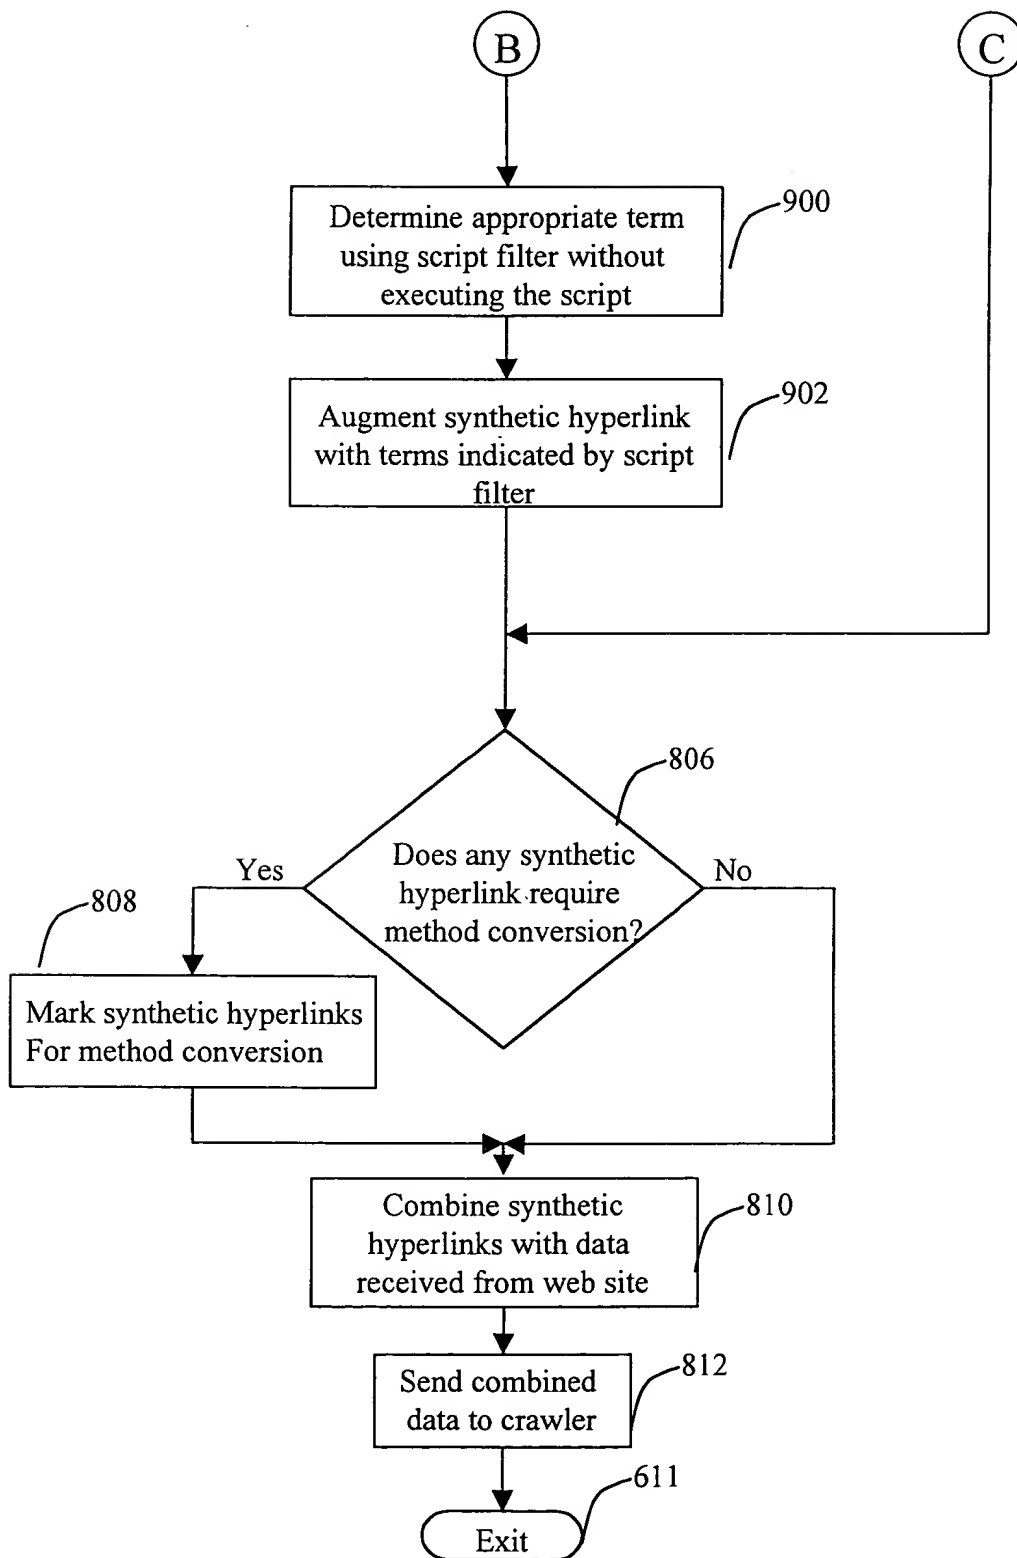 B
C
Determine appropriate term
using script filter without
executing the script
900
Augment synthetic hyperlink
with terms indicated by script
filter
902
806
Does any synthetic
hyperlink require
method conversion?
Yes
No
808
Mark synthetic hyperlinks
For method conversion
Combine synthetic
hyperlinks with data
received from web site
810
Send combined
data to crawler
812
611
Exit